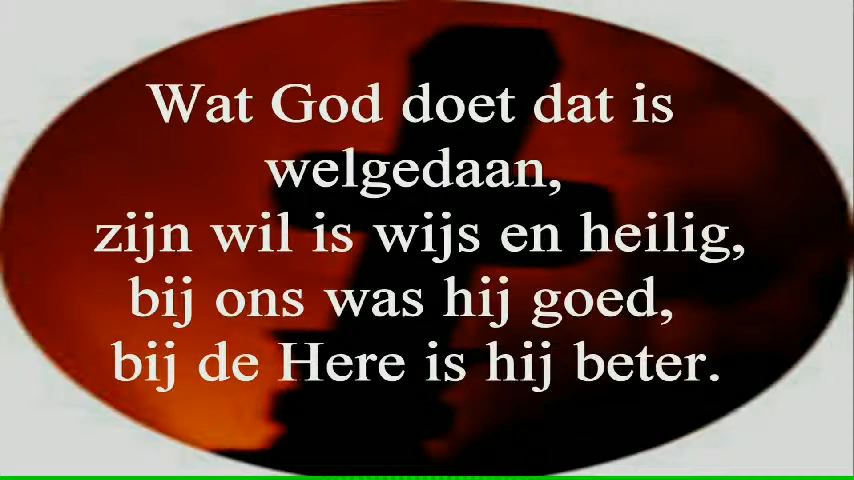 Wat God doet dat is
welgedaan,
zijn wil is wijs en heilig,
bij ons was hij goed,
bij de Here is hij beter.